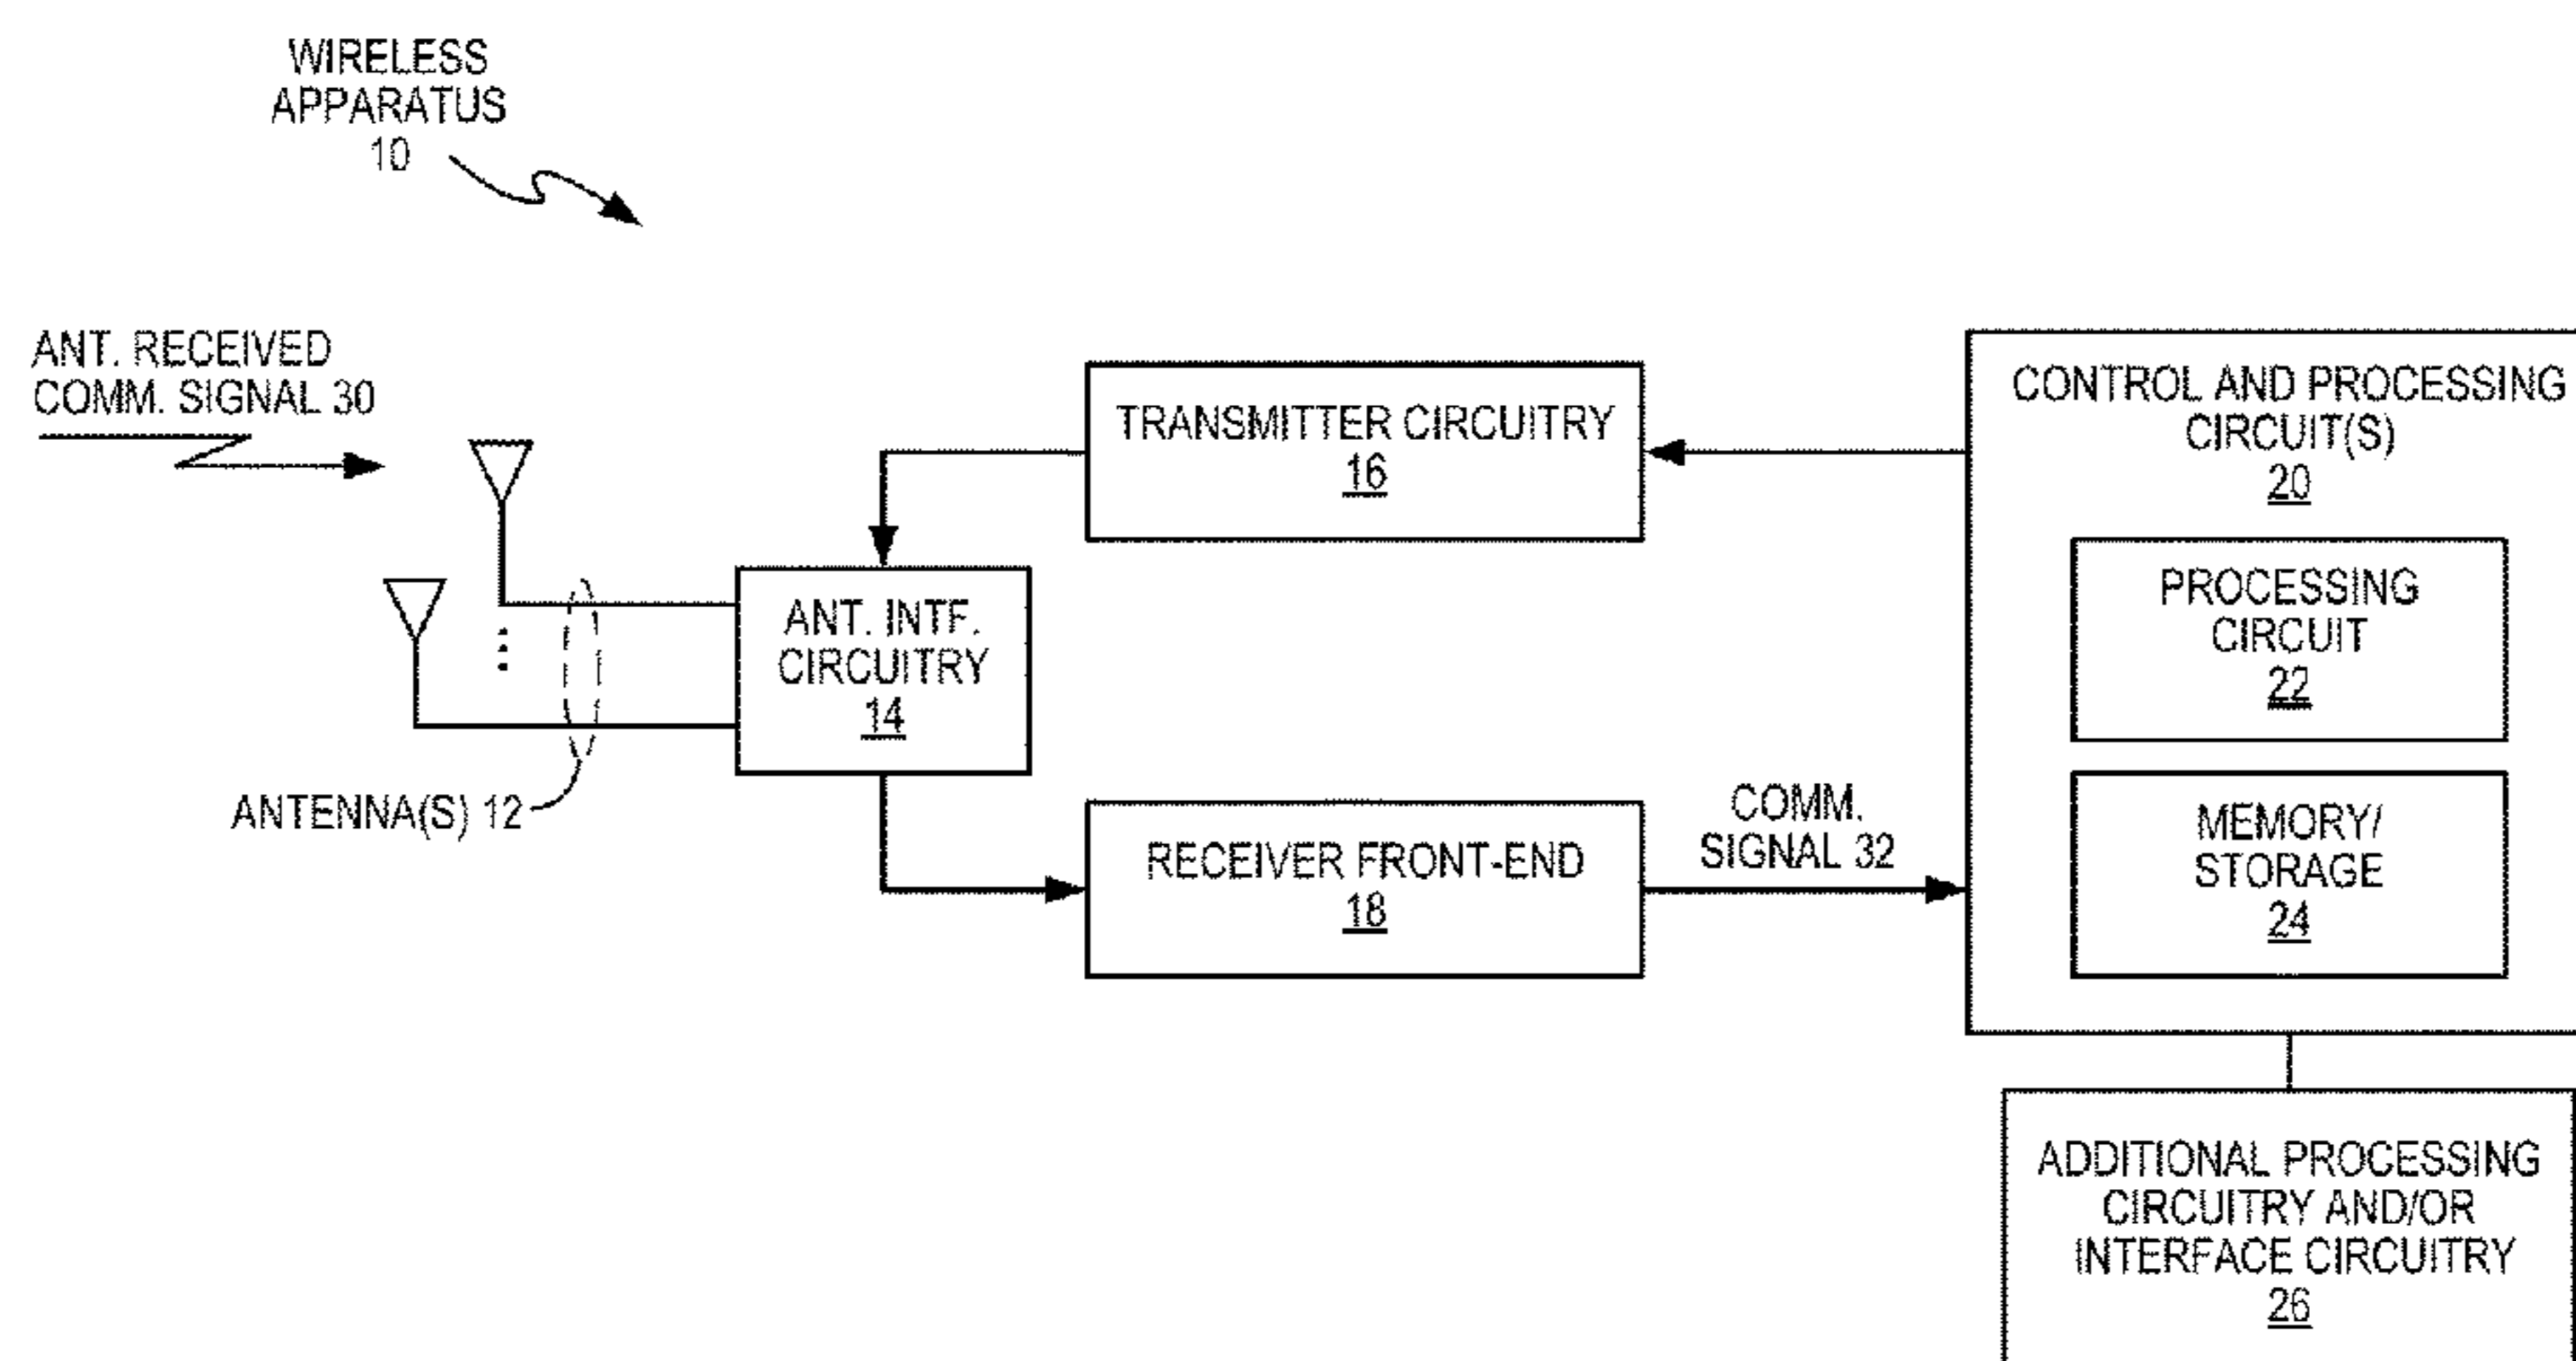 WIRELESS
APPARATUS
10
ANT. RECEIVED
COMM. SIGNAL 30
TRANSMITTER CIRCUITRY
16
CONTROL AND PROCESSING
CIRCUIT(S)
20
PROCESSING
CIRCUIT
22
ANT. INTF.
CIRCUITRY
14
ANTENNA(S) 12
RECEIVER FRONT-END
18
COMM.
SIGNAL 32
MEMORY/
STORAGE
24
ADDITIONAL PROCESSING
CIRCUITRY AND/OR
INTERFACE CIRCUITRY
26